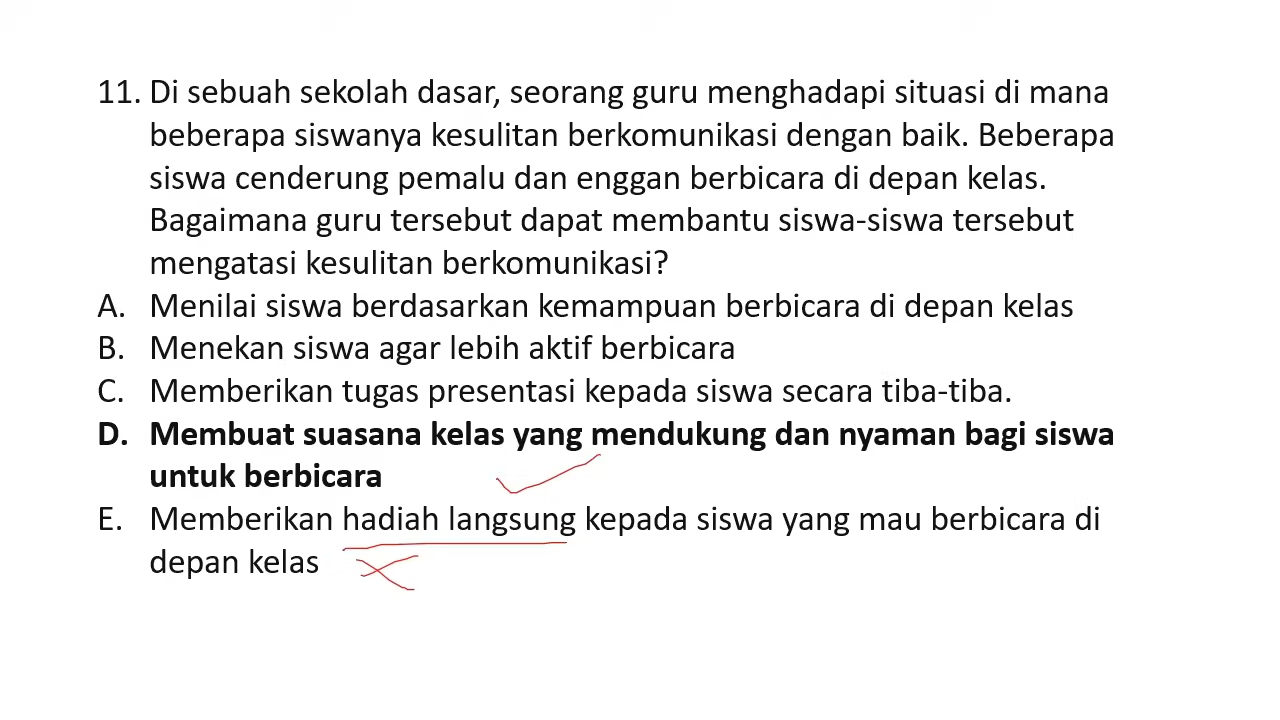 11. Di sebuah sekolah dasar, seorang guru menghadapi situasi di mana
beberapa siswanya kesulitan berkomunikasi dengan baik. Beberapa
siswa cenderung pemalu dan enggan berbicara di depan kelas.
Bagaimana guru tersebut dapat membantu siswa-siswa tersebut
mengatasi kesulitan berkomunikasi?
A. Menilai siswa berdasarkan kemampuan berbicara di depan kelas
B. Menekan siswa agar lebih aktif berbicara
C. Memberikan tugas presentasi kepada siswa secara tiba-tiba.
D. Membuat suasana kelas yang mendukung dan nyaman bagi siswa
untuk berbicara
E. Memberikan hadiah langsung kepada siswa yang mau berbicara di
depan kelas